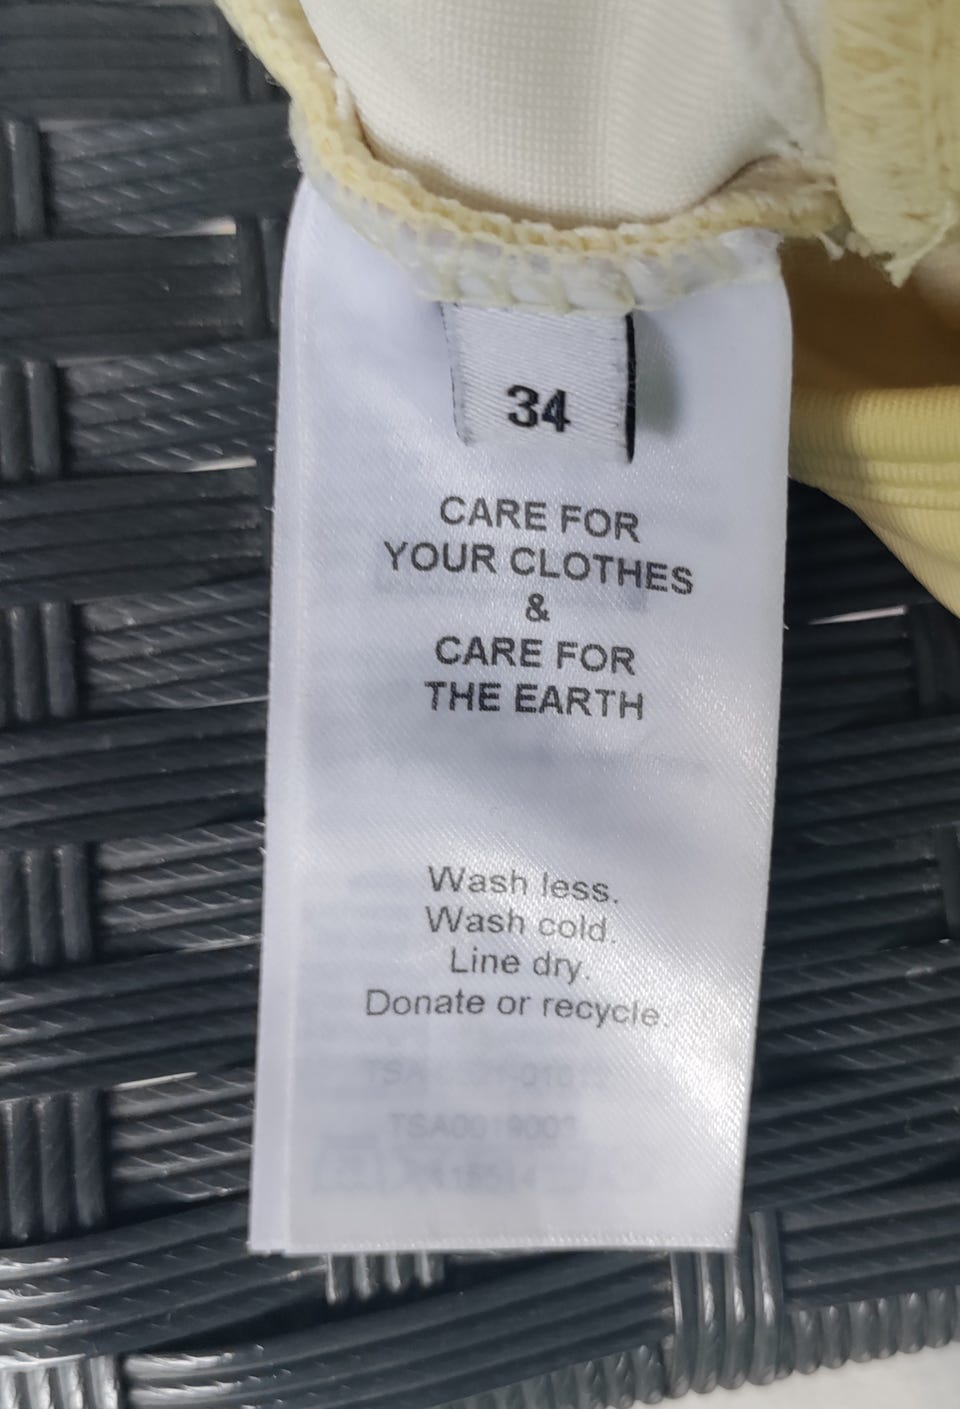 34
CARE FOR
YOUR CLOTHES
&
CARE FOR
THE EARTH
Wash less.
Wash cold.
Line dry.
Donate or recycle.